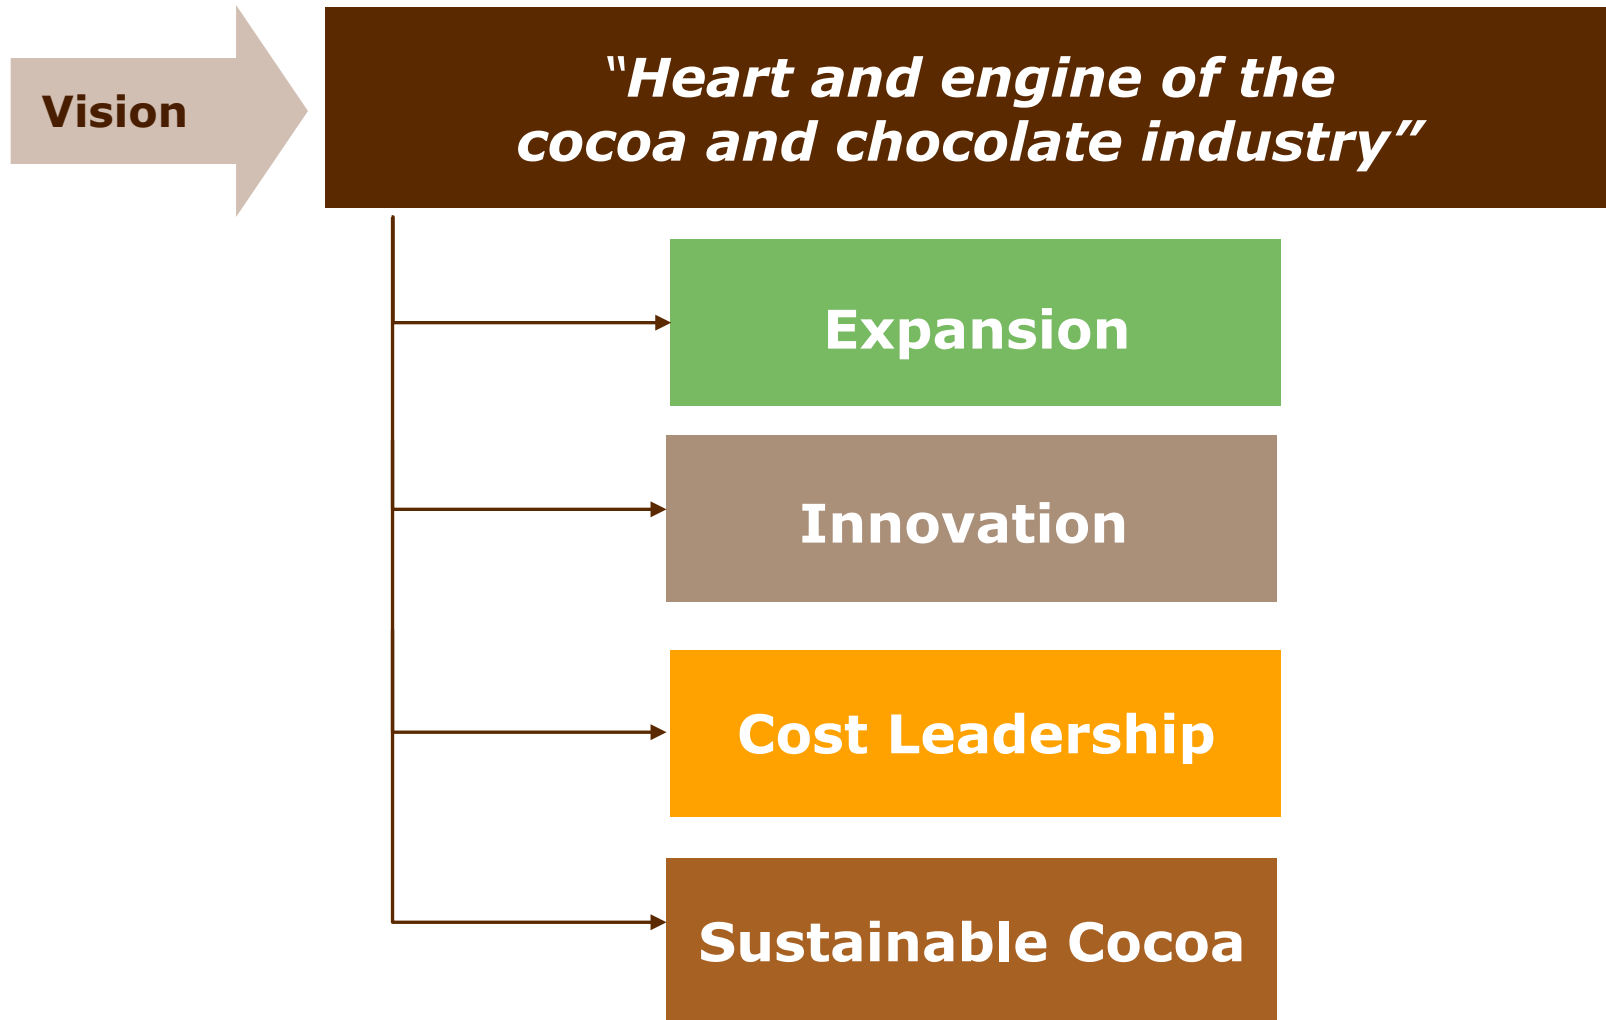 Vision
“Heart and engine of the
cocoa and chocolate industry”
Expansion
Innovation
Cost Leadership
Sustainable Cocoa